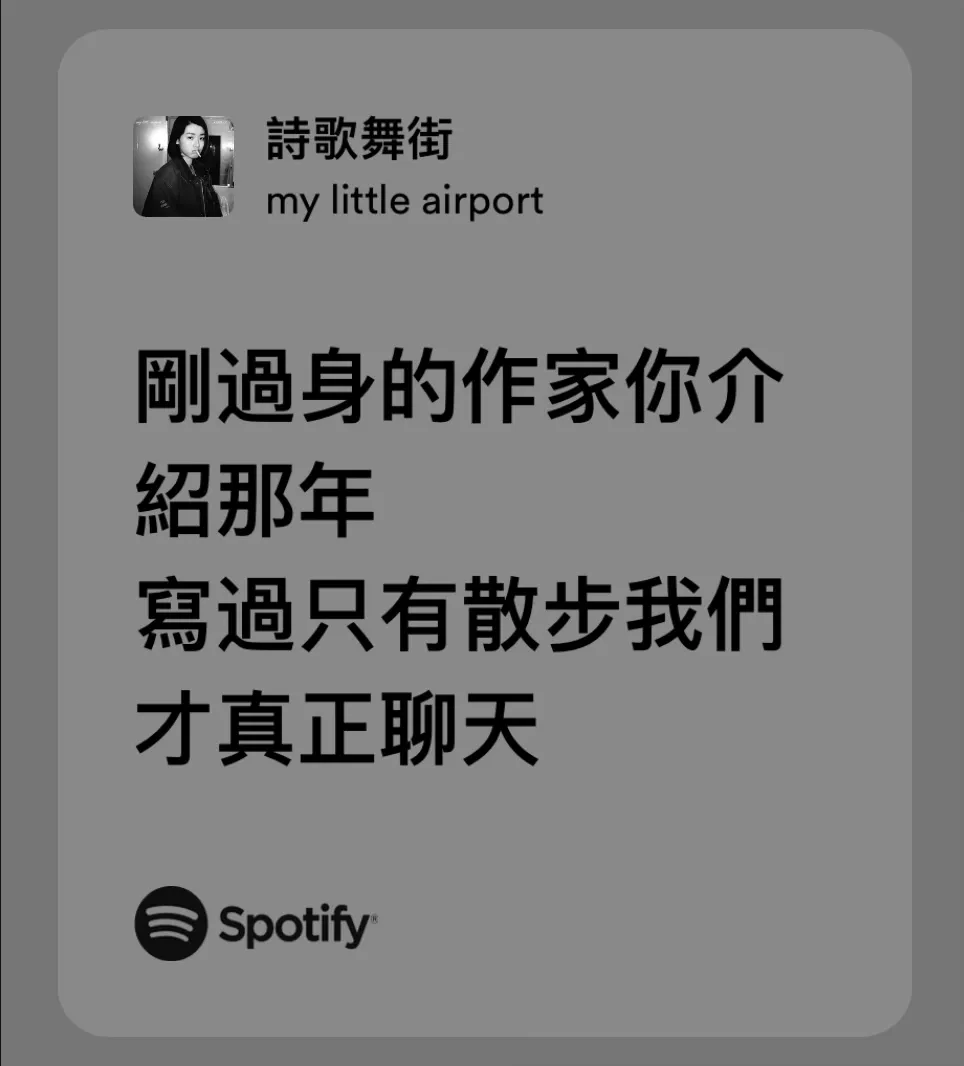 詩歌舞街
my little airport
剛過身的作家你介
紹那年
寫過只有散步我們
才真正聊天
Spotify®